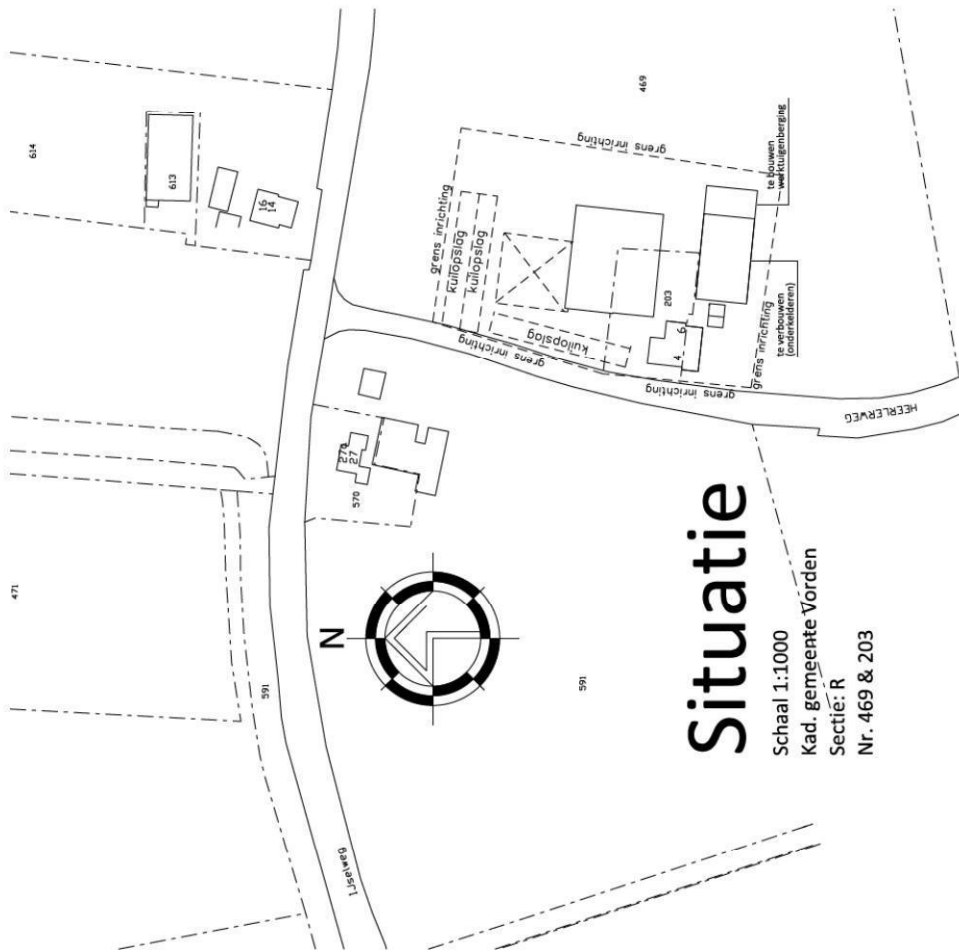 614
613
16
14
469
grens inrichting
grens inrichting
kuilopslag
kuilopslag
kuilopslag
grens inrichting
grens inrichting
grens inrichting
203
4
6
te bouwen
werktuigenberging
te verbouwen
(onderkelderen)
HEERLERWEG
27a
27
570
471
591
591
IJselweg
N
Situatie
Schaal 1:1000
Kad. gemeente Vorden
Sectie: R
Nr. 469 & 203